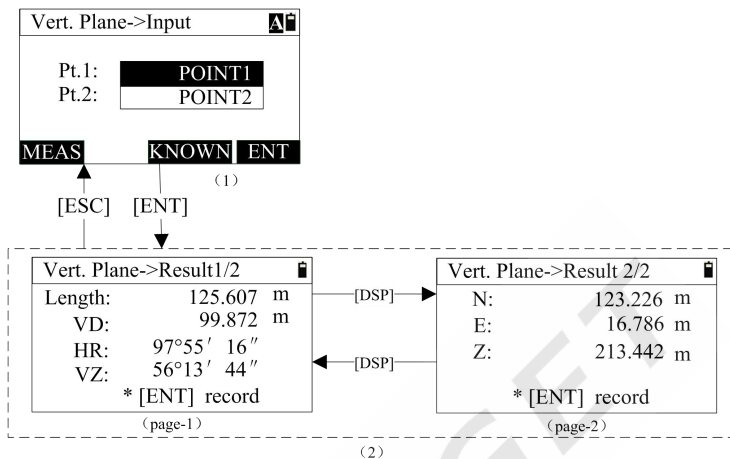 Vert. Plane->Input A
Pt.1: POINT1
Pt.2: POINT2
MEAS KNOWN ENT
（1）
[ESC] [ENT]
Vert. Plane->Result1/2
Length: 125.607 m
VD: 99.872 m
HR: 97°55′ 16″
VZ: 56°13′ 44″
* [ENT] record
（page-1）
[DSP]
[DSP]
Vert. Plane->Result 2/2
N: 123.226 m
E: 16.786 m
Z: 213.442 m
* [ENT] record
（page-2）
（2）